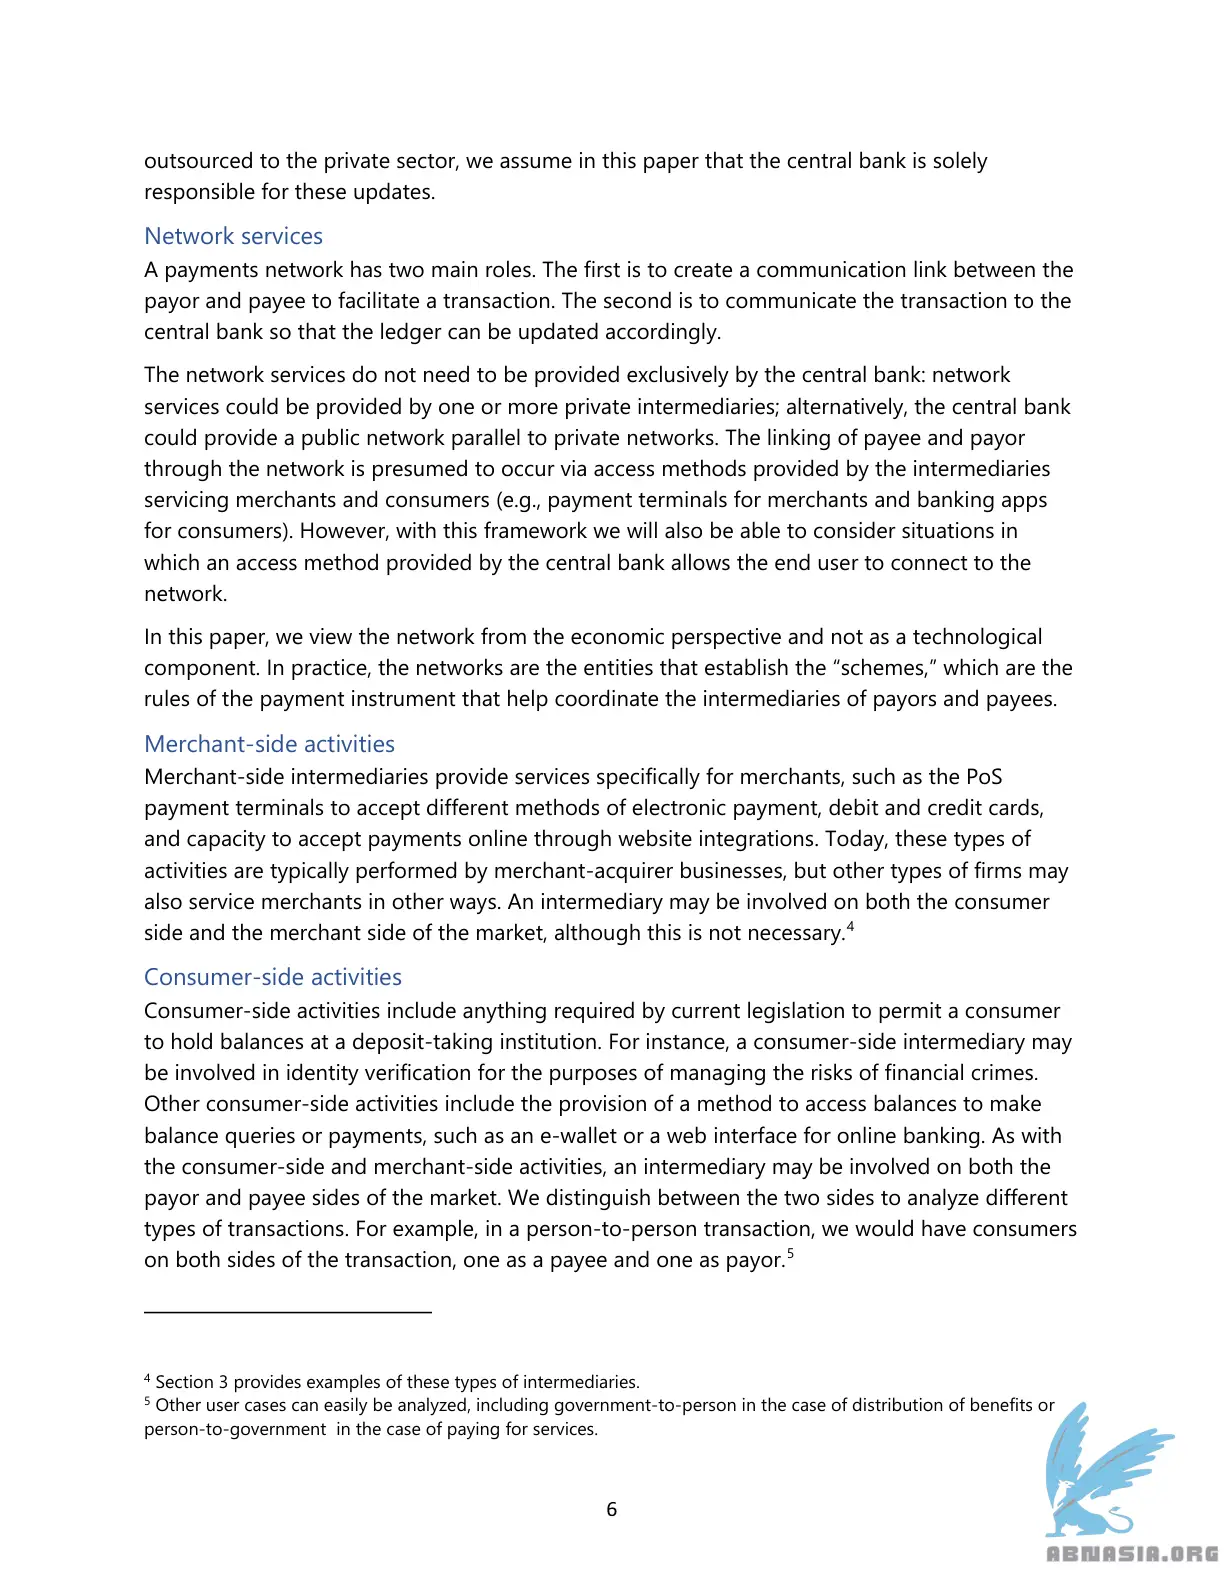 outsourced to the private sector, we assume in this paper that the central bank is solely
responsible for these updates.
Network services
A payments network has two main roles. The first is to create a communication link between the
payor and payee to facilitate a transaction. The second is to communicate the transaction to the
central bank so that the ledger can be updated accordingly.
The network services do not need to be provided exclusively by the central bank: network
services could be provided by one or more private intermediaries; alternatively, the central bank
could provide a public network parallel to private networks. The linking of payee and payor
through the network is presumed to occur via access methods provided by the intermediaries
servicing merchants and consumers (e.g., payment terminals for merchants and banking apps
for consumers). However, with this framework we will also be able to consider situations in
which an access method provided by the central bank allows the end user to connect to the
network.
In this paper, we view the network from the economic perspective and not as a technological
component. In practice, the networks are the entities that establish the “schemes,” which are the
rules of the payment instrument that help coordinate the intermediaries of payors and payees.
Merchant-side activities
Merchant-side intermediaries provide services specifically for merchants, such as the PoS
payment terminals to accept different methods of electronic payment, debit and credit cards,
and capacity to accept payments online through website integrations. Today, these types of
activities are typically performed by merchant-acquirer businesses, but other types of firms may
also service merchants in other ways. An intermediary may be involved on both the consumer
side and the merchant side of the market, although this is not necessary.4
Consumer-side activities
Consumer-side activities include anything required by current legislation to permit a consumer
to hold balances at a deposit-taking institution. For instance, a consumer-side intermediary may
be involved in identity verification for the purposes of managing the risks of financial crimes.
Other consumer-side activities include the provision of a method to access balances to make
balance queries or payments, such as an e-wallet or a web interface for online banking. As with
the consumer-side and merchant-side activities, an intermediary may be involved on both the
payor and payee sides of the market. We distinguish between the two sides to analyze different
types of transactions. For example, in a person-to-person transaction, we would have consumers
on both sides of the transaction, one as a payee and one as payor.5
4 Section 3 provides examples of these types of intermediaries.
5 Other user cases can easily be analyzed, including government-to-person in the case of distribution of benefits or
person-to-government  in the case of paying for services.
6
ABNASIA.ORG